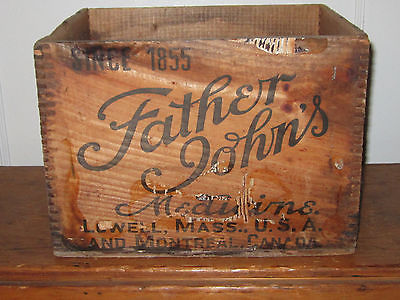 SINCE 1855
Father
John's
Medicine.
LOWELL, MASS., U.S.A.
AND MONTREAL, CANADA